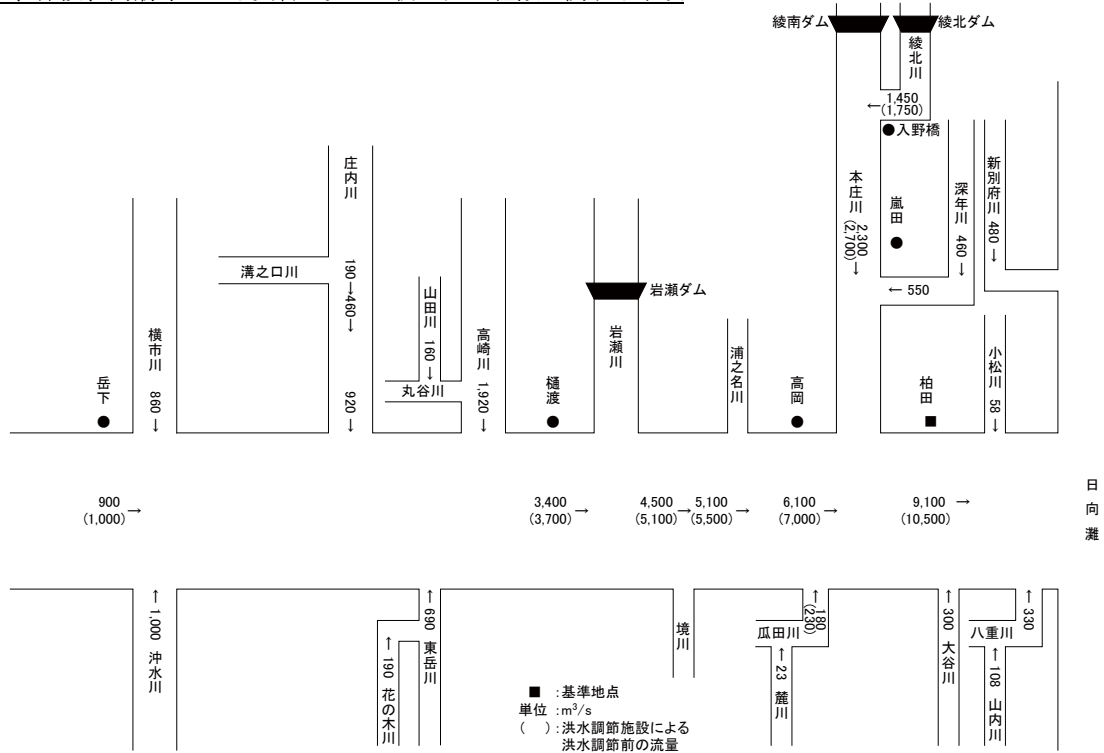 綾南ダム
綾北ダム
綾北川
←1,450
(1,750)
●入野橋
庄内川
本庄川
2,300→
(2,700)
嵐田
●
深年川 460→
新別府川 480→
溝之口川
190→460→
山田川 160→
岩瀬ダム
← 550
横市川 860→
高崎川 1,920→
岩瀬川
浦之名川
小松川 58→
岳下
●
920→
丸谷川
樋渡
●
高岡
●
柏田
■
900
(1,000) →
3,400
(3,700) →
4,500
(5,100) →
5,100
(5,500) →
6,100
(7,000) →
9,100
(10,500) →
日向灘
←1,000 沖水川
←190 花の木川
←690 東岳川
境川
←180
(230)
瓜田川
←23 麓川
←300 大谷川
八重川
←330
←108 山内川
■ :基準地点
単位 :m³/s
( ) :洪水調節施設による
洪水調節前の流量